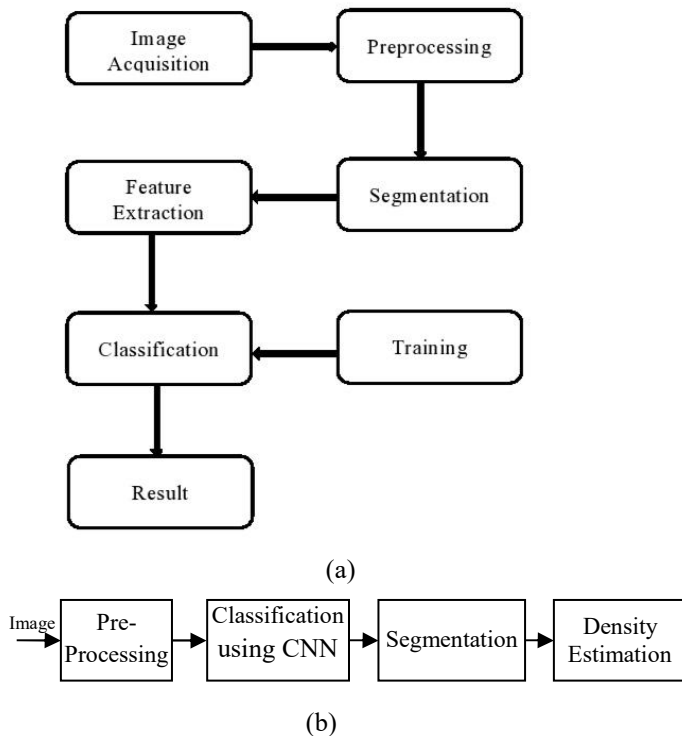 Image
Acquisition
Preprocessing
Feature
Extraction
Segmentation
Classification
Training
Result
(a)
Image
Pre-
Processing
Classification
using CNN
Segmentation
Density
Estimation
(b)